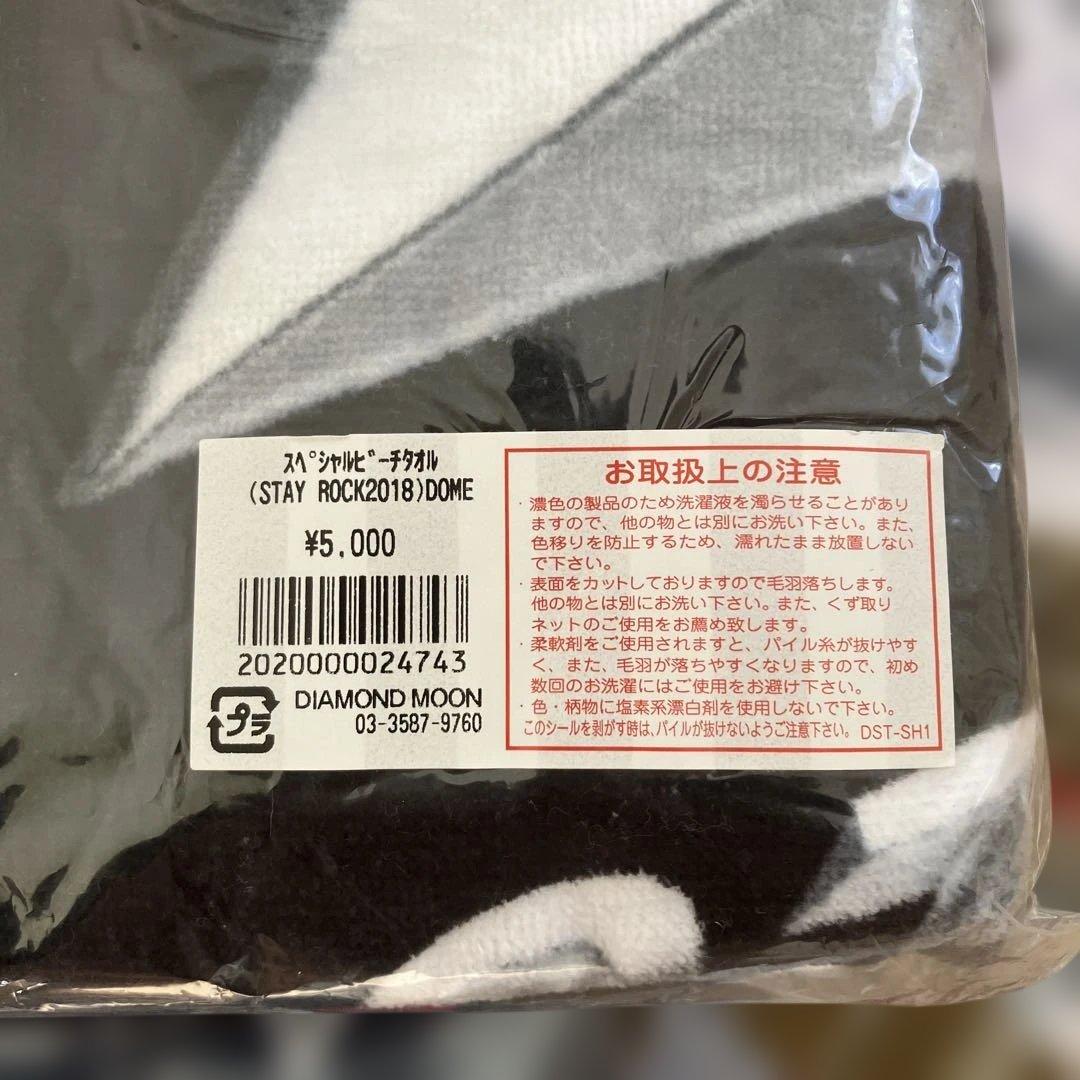 ｽﾍﾟｼｬﾙﾋﾞｰﾁﾀｵﾙ
(STAY ROCK2018)DOME
¥5,000
2020000024743
プラ
DIAMOND MOON
03-3587-9760
お取扱上の注意
・濃色の製品のため洗濯液を濁らせることがあり
ますので、他の物とは別にお洗い下さい。また、
色移りを防止するため、濡れたまま放置しない
で下さい。
・表面をカットしておりますので毛羽落ちします。
他の物とは別にお洗い下さい。また、くず取り
ネットのご使用をお薦め致します。
・柔軟剤をご使用されますと、パイル糸が抜けやす
く、また、毛羽が落ちやすくなりますので、初め
数回のお洗濯にはご使用をお避け下さい。
・色・柄物に塩素系漂白剤を使用しないで下さい。
このシールを剥がす時は、パイルが抜けないようご注意下さい。 DST-SH1